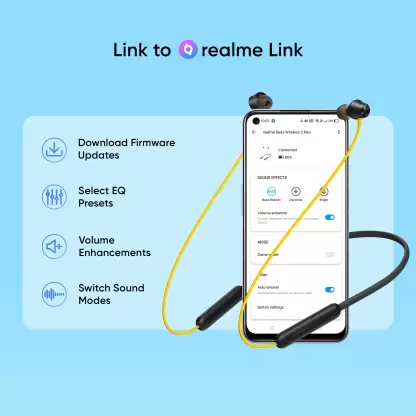 Link to realme Link
Download Firmware
Updates
Select EQ
Presets
Volume
Enhancements
Switch Sound
Modes
realme Buds Wireless 2 Neo
Connected
SOUND EFFECTS
Bass Boost+
Dynamic
Bright
Volume enhancer
MODE
Game mode
Other
Auto-answer
Button settings